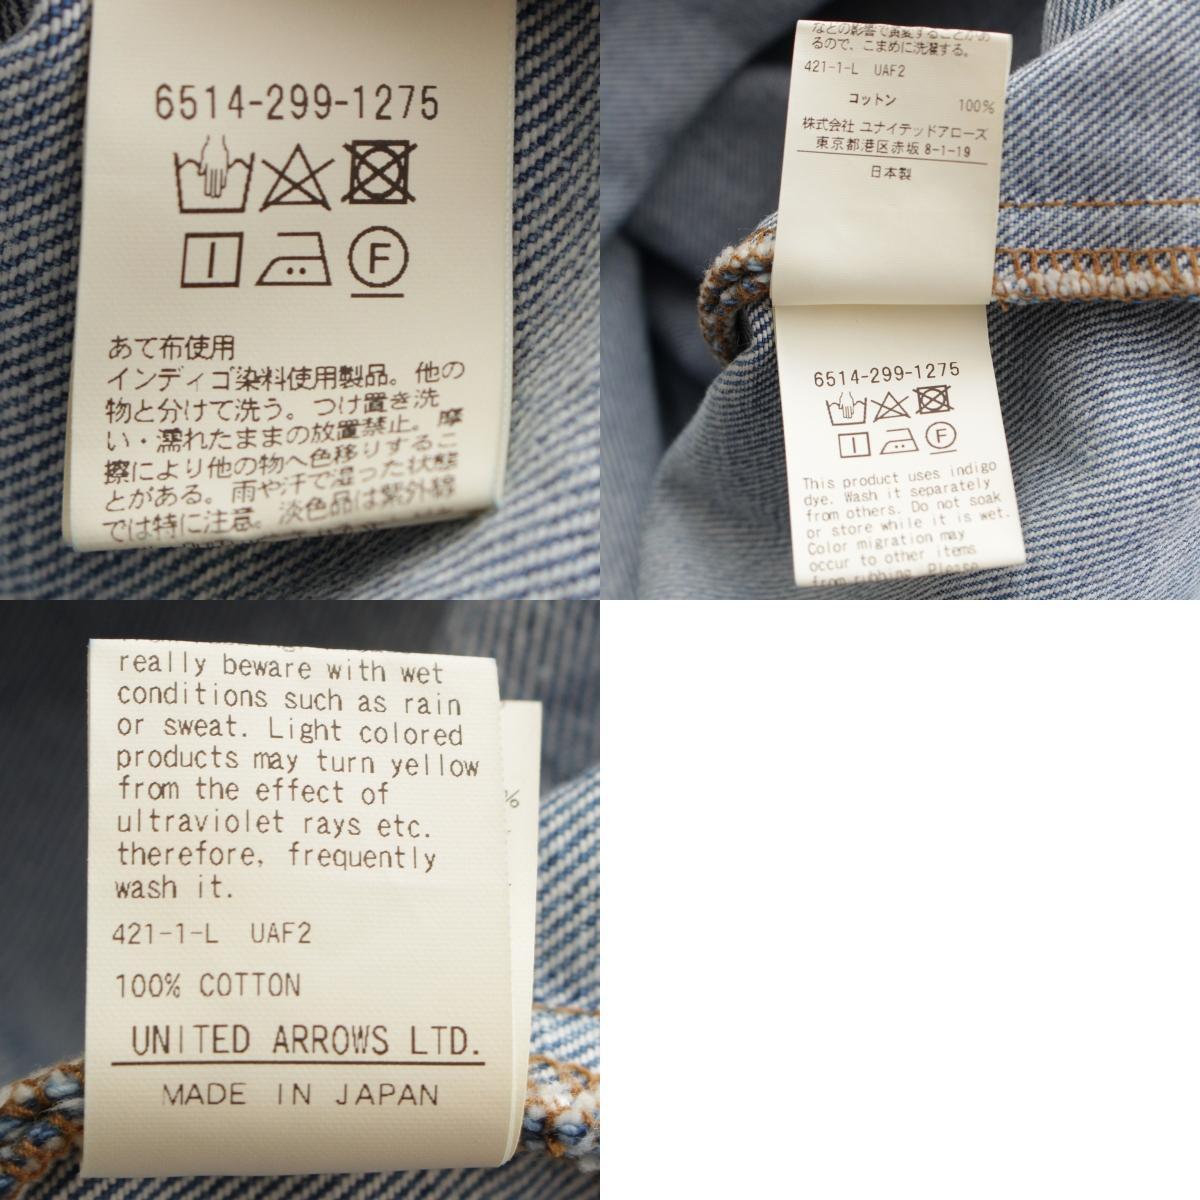 6514-299-1275
F
あて布使用
インディゴ染料使用製品。他の
物と分けて洗う。つけ置き洗
い・濡れたままの放置禁止。摩
擦により他の物へ色移りするこ
とがある。雨や汗で湿った状態
では特に注意。淡色品は紫外線
などの影響で黄変することがあ
るので、こまめに洗濯する。
421-1-L UAF2
コットン 100%
株式会社 ユナイテッドアローズ
東京都港区赤坂 8-1-19
日本製
6514-299-1275
F
This product uses indigo
dye. Wash it separately
from others. Do not soak
or store while it is wet.
Color migration may
occur to other items
from rubbing. Please
really beware with wet
conditions such as rain
or sweat. Light colored
products may turn yellow
from the effect of
ultraviolet rays etc.
therefore, frequently
wash it.
421-1-L UAF2
100% COTTON
UNITED ARROWS LTD.
MADE IN JAPAN
%